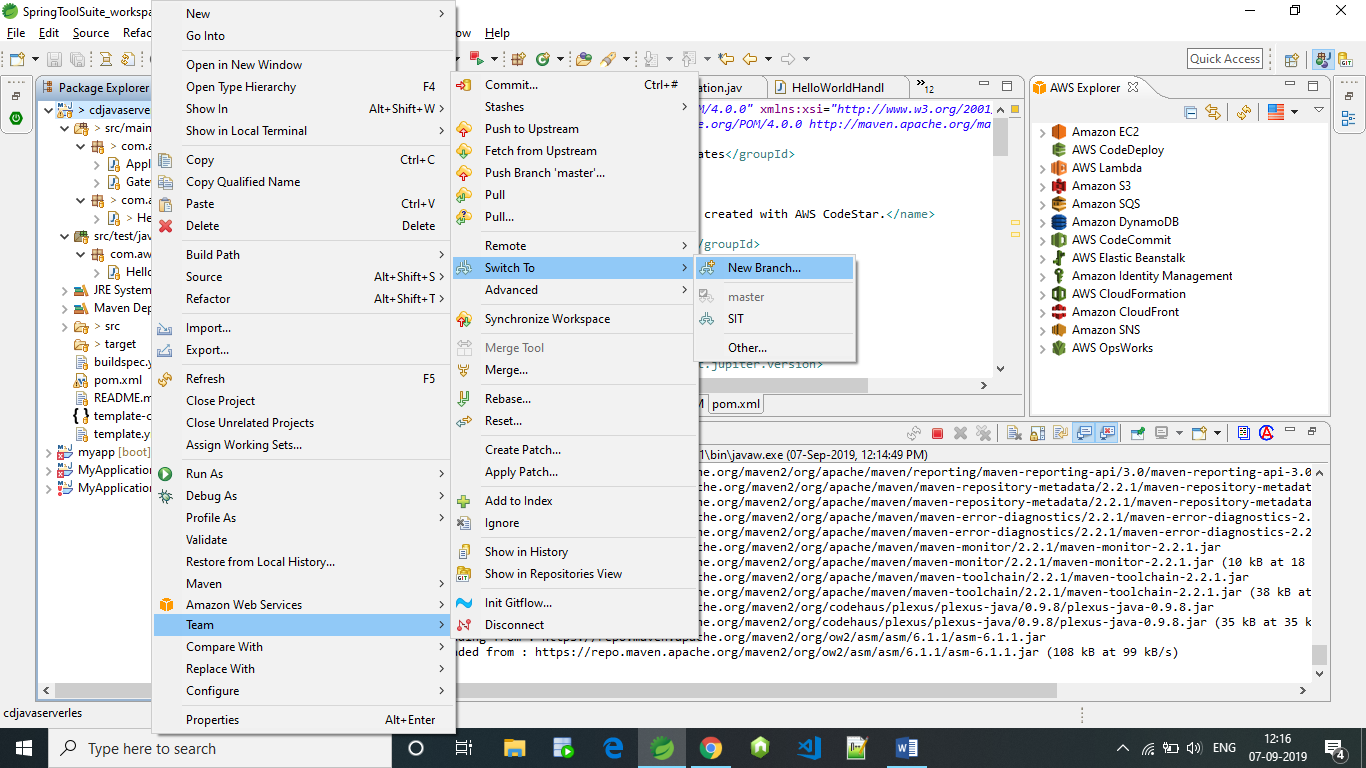 SpringToolSuite_workspa
File Edit Source Refac ow Help
Quick Access
Package Explorer
> cdjavaserverles
> src/main
> com.a
Appl
Gatew
> com.a
> He
src/test/jav
com.aw
Hello
JRE System
Maven Dep
> src
> target
buildspec.y
pom.xml
README.m
template-c
template.y
myapp [boot]
MyApplication
MyApplication
New
Go Into
Open in New Window
Open Type Hierarchy F4
Show In Alt+Shift+W
Show in Local Terminal
Copy Ctrl+C
Copy Qualified Name
Paste Ctrl+V
Delete Delete
Build Path
Source Alt+Shift+S
Refactor Alt+Shift+T
Import...
Export...
Refresh F5
Close Project
Close Unrelated Projects
Assign Working Sets...
Run As
Debug As
Profile As
Validate
Restore from Local History...
Maven
Amazon Web Services
Team
Compare With
Replace With
Configure
Properties Alt+Enter
Commit... Ctrl+#
Stashes
Push to Upstream
Fetch from Upstream
Push Branch 'master'...
Pull
Pull...
Remote
Switch To
Advanced
Synchronize Workspace
Merge Tool
Merge...
Rebase...
Reset...
Create Patch...
Apply Patch...
Add to Index
Ignore
Show in History
Show in Repositories View
Init Gitflow...
Disconnect
New Branch...
master
SIT
Other...
ation.jav
HelloWorldHandl
12
M/4.0.0" xmlns:xsi="http://www.w3.org/2001
e.org/POM/4.0.0 http://maven.apache.org/ma
ates</groupId>
created with AWS CodeStar.</name>
/groupId>
t.jupiter.version>
pom.xml
AWS Explorer
Amazon EC2
AWS CodeDeploy
AWS Lambda
Amazon S3
Amazon SQS
Amazon DynamoDB
AWS CodeCommit
AWS Elastic Beanstalk
Amazon Identity Management
AWS CloudFormation
Amazon CloudFront
Amazon SNS
AWS OpsWorks
1\bin\javaw.exe (07-Sep-2019, 12:14:49 PM)
che.org/maven2/org/apache/maven/reporting/maven-reporting-api/3.0/maven-reporting-api-3.0
che.org/maven2/org/apache/maven/maven-repository-metadata/2.2.1/maven-repository-metadat
che.org/maven2/org/apache/maven/maven-repository-metadata/2.2.1/maven-repository-metadata
che.org/maven2/org/apache/maven/maven-error-diagnostics/2.2.1/maven-error-diagnostics-2.
che.org/maven2/org/apache/maven/maven-error-diagnostics/2.2.1/maven-error-diagnostics-2.2
che.org/maven2/org/apache/maven/maven-monitor/2.2.1/maven-monitor-2.2.1.jar
che.org/maven2/org/apache/maven/maven-monitor/2.2.1/maven-monitor-2.2.1.jar (10 kB at 18
che.org/maven2/org/apache/maven/maven-toolchain/2.2.1/maven-toolchain-2.2.1.jar
che.org/maven2/org/apache/maven/maven-toolchain/2.2.1/maven-toolchain-2.2.1.jar (38 kB a
che.org/maven2/org/codehaus/plexus/plexus-java/0.9.8/plexus-java-0.9.8.jar
che.org/maven2/org/codehaus/plexus/plexus-java/0.9.8/plexus-java-0.9.8.jar (35 kB at 35 k
che.org/maven2/org/ow2/asm/asm/6.1.1/asm-6.1.1.jar
ded from : https://repo.maven.apache.org/maven2/org/ow2/asm/asm/6.1.1/asm-6.1.1.jar (108 kB at 99 kB/s)
cdjavaserverles
Type here to search
ENG
12:16
07-09-2019
4